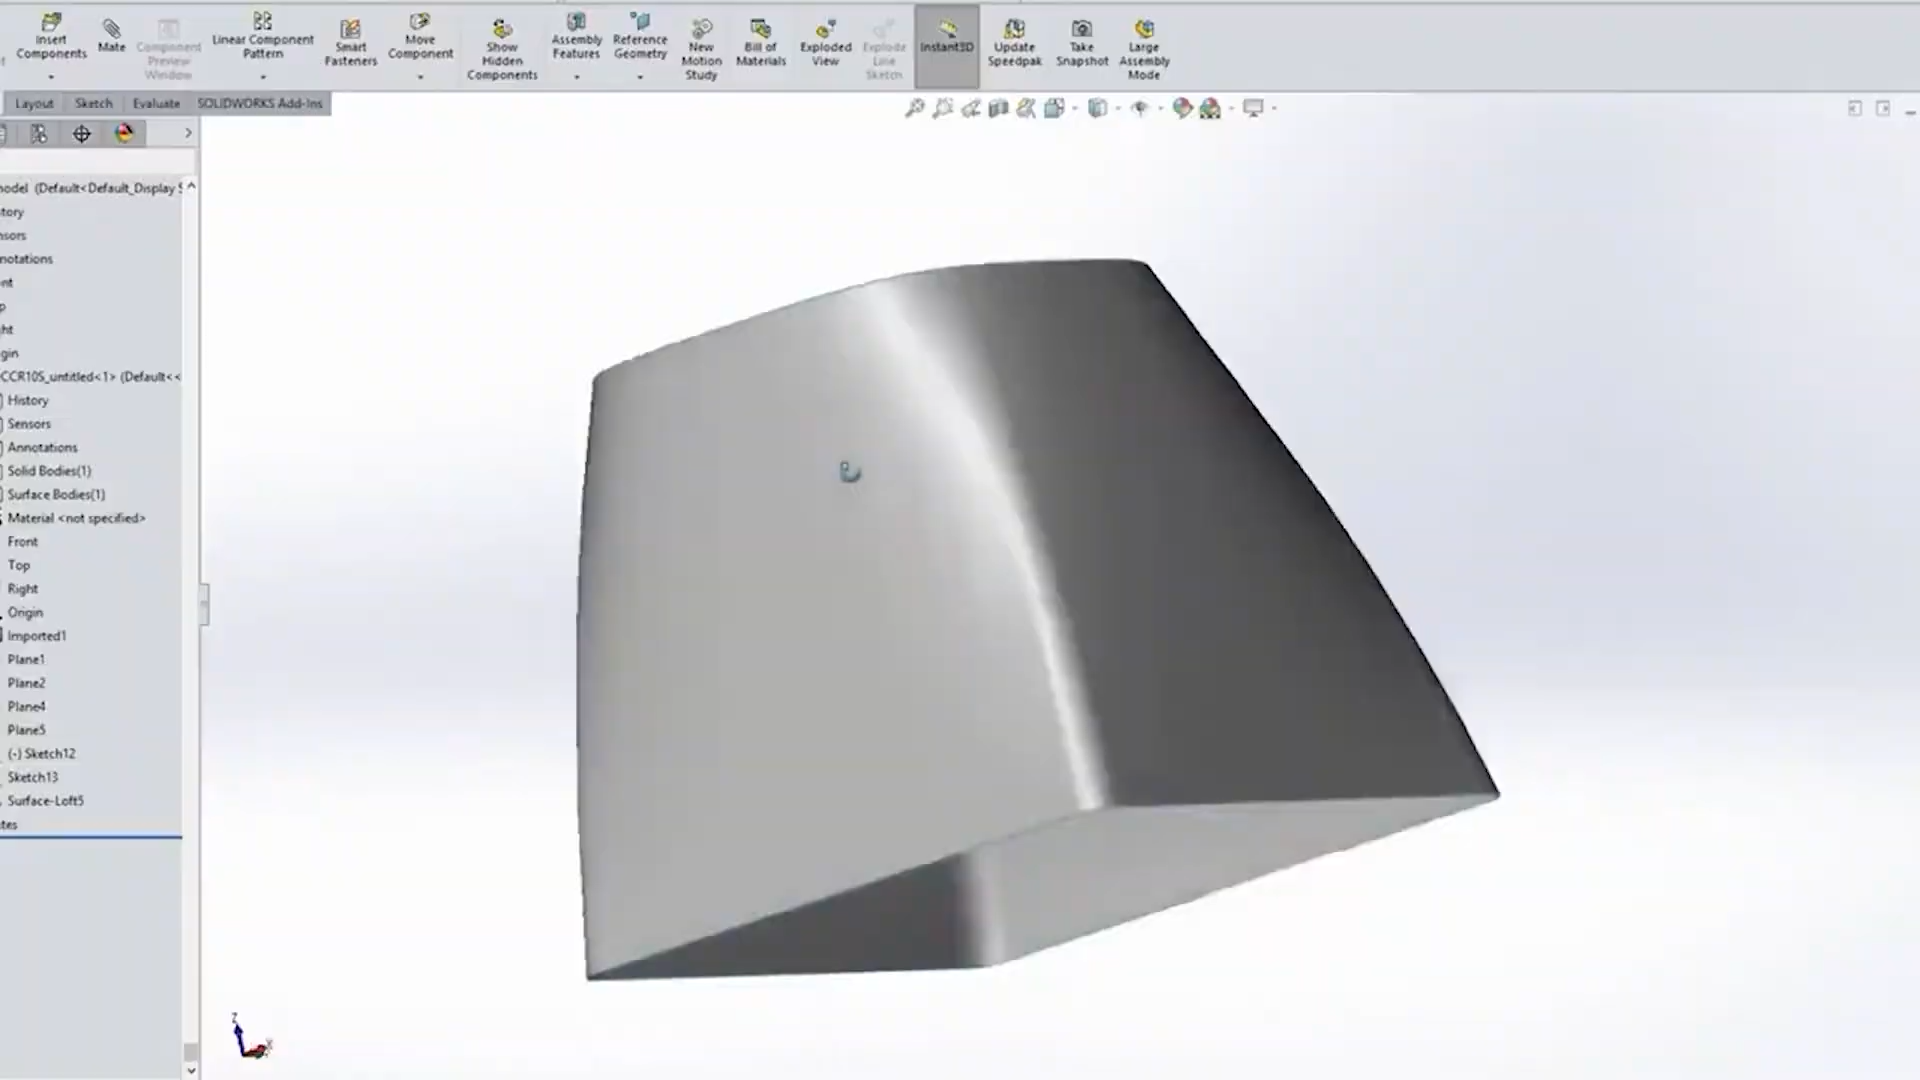 Insert Components
Mate
Component Preview Window
Linear Component Pattern
Smart Fasteners
Move Component
Show Hidden Components
Assembly Features
Reference Geometry
New Motion Study
Bill of Materials
Exploded View
Explode Line Sketch
Instant3D
Update Speedpak
Take Snapshot
Large Assembly Mode
Layout
Sketch
Evaluate
SOLIDWORKS Add-Ins
nodel (Default<Default_Display S
tory
nsors
notations
nt
p
ht
gin
CCR10S_untitled<1> (Default<<
History
Sensors
Annotations
Solid Bodies(1)
Surface Bodies(1)
Material <not specified>
Front
Top
Right
Origin
Imported1
Plane1
Plane2
Plane4
Plane5
(-) Sketch12
Sketch13
Surface-Loft5
tes
Z
X